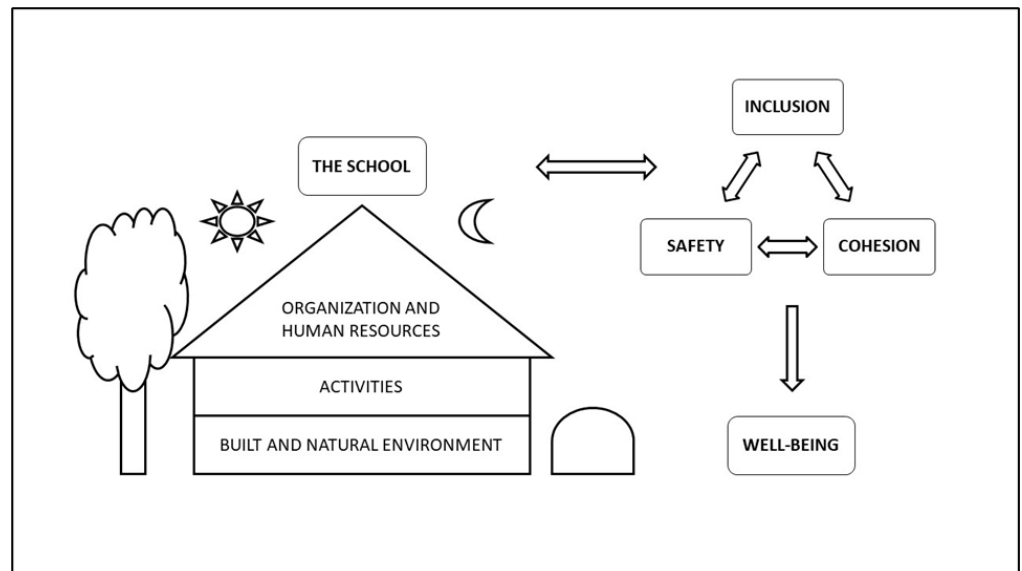 THE SCHOOL
ORGANIZATION AND
HUMAN RESOURCES
ACTIVITIES
BUILT AND NATURAL ENVIRONMENT
INCLUSION
SAFETY
COHESION
WELL-BEING